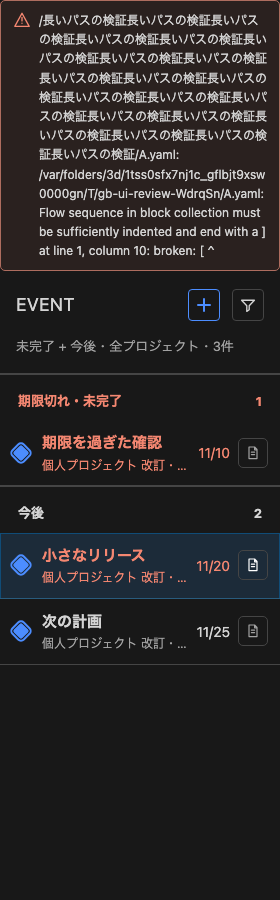 /長いパスの検証長いパスの検証長いパス
の検証長いパスの検証長いパスの検証長い
パスの検証長いパスの検証長いパスの検証
長いパスの検証長いパスの検証長いパスの
検証長いパスの検証長いパスの検証長いパ
スの検証長いパスの検証長いパスの検証長
いパスの検証長いパスの検証長いパスの検
証長いパスの検証/A.yaml:
/var/folders/3d/1tss0sfx7nj1c_gflbjt9xsw
0000gn/T/gb-ui-review-WdrqSn/A.yaml:
Flow sequence in block collection must
be sufficiently indented and end with a ]
at line 1, column 10: broken: [ ^
EVENT
未完了 + 今後・全プロジェクト・3件
期限切れ・未完了 1
期限を過ぎた確認 11/10
個人プロジェクト 改訂・...
今後 2
小さなリリース 11/20
個人プロジェクト 改訂・...
次の計画 11/25
個人プロジェクト 改訂・...